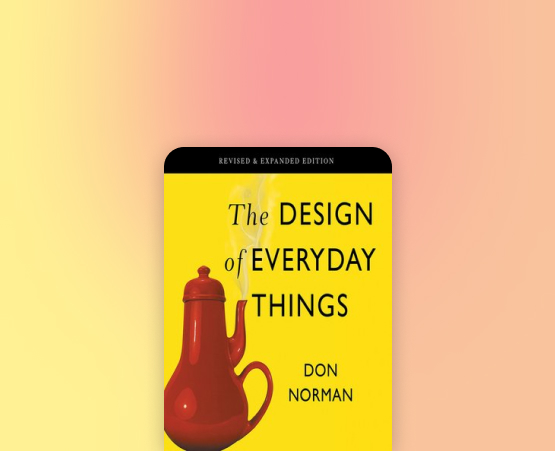 REVISED & EXPANDED EDITION
The DESIGN
of EVERYDAY
THINGS
DON
NORMAN